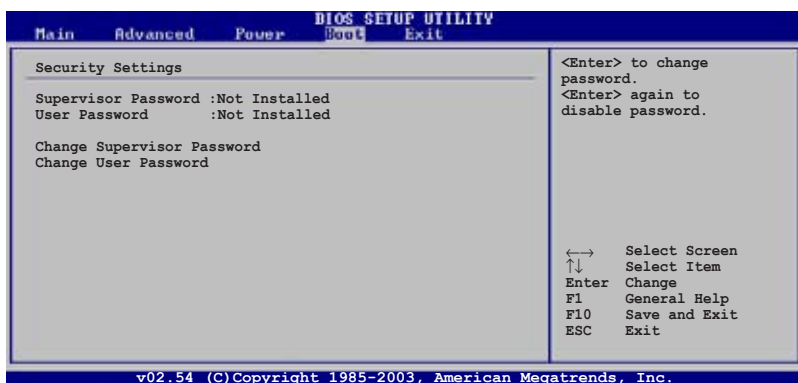 BIOS SETUP UTILITY
Main Advanced Power Boot Exit
Security Settings
Supervisor Password :Not Installed
User Password :Not Installed
Change Supervisor Password
Change User Password
<Enter> to change
password.
<Enter> again to
disable password.
←→ Select Screen
↑↓ Select Item
Enter Change
F1 General Help
F10 Save and Exit
ESC Exit
v02.54 (C)Copyright 1985-2003, American Megatrends, Inc.